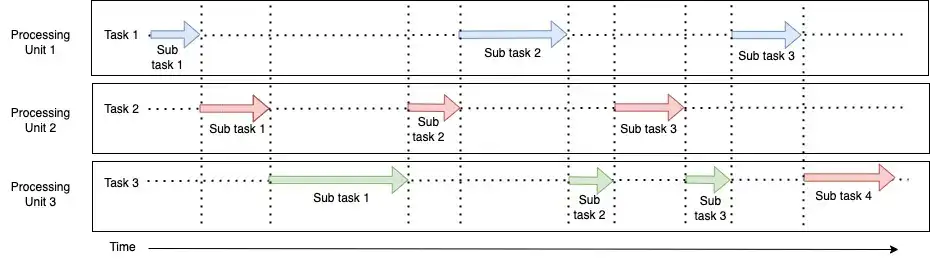 Processing
Unit 1
Task 1
Sub
task 1
Sub task 2
Sub task 3
Processing
Unit 2
Task 2
Sub task 1
Sub
task 2
Sub task 3
Processing
Unit 3
Task 3
Sub task 1
Sub
task 2
Sub
task 3
Sub task 4
Time